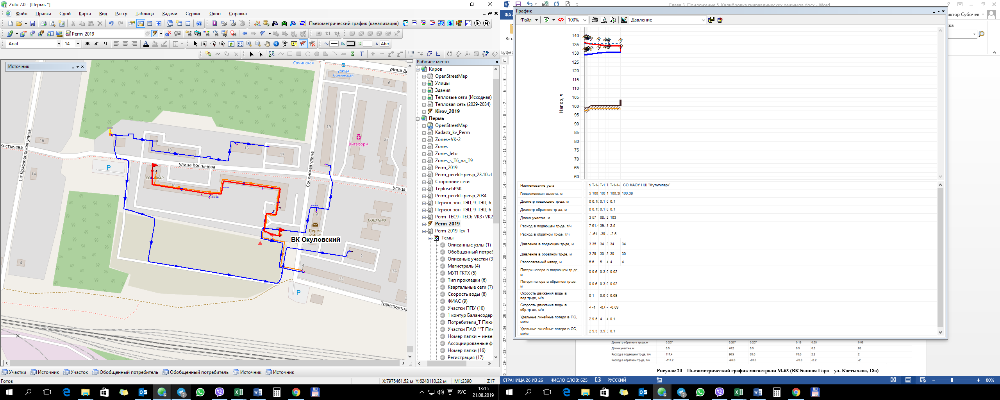 Zulu 7.0 - [Пермь *]
Файл Правка Слой Карта Вид Растр Таблица Задачи Сервис Окно Справка
Пьезометрический график (канализация)
Perm_2019
Arial 14 Ж К Ч
Abc
Источник
Сочинская
улица Сочинская
улица До
4
6
19
23
Витаформ
16
Костычева
1-я Красноборская улица
14
13
15
17
P
улица Костычева
Сочинская улица
улица
СОШ №40
18
6
Пермь 614031
СОШ №40
ВК Окуловский
4
2
4
33
3А
P
Транспортна
Рабочее место
Киров
OpenStreetMap
Улицы
Здания
Тепловые сети (Исходная)
Тепловая сеть (2029-2034)
Kirov_2019
Пермь
OpenStreetMap
Kadastr_kv_Perm
Zones+VK-2
Zones
Zones_leto
Zones_s_T6_na_T9
Perm_2019
Perm_perekl+persp_23.10.zl
Сторонние сети
TeplosetiPSK
Perm_perekl+persp_2034
Перекл_зон_ТЭЦ-9_ТЭЦ-6_
Перекл_зон_ТЭЦ-9_ТЭЦ-6_
Perm_TEC9+TEC6_VK3+VK2
Perm_2019
Perm_2019_lev_1
Темы
Описанные узлы (1)
Обобщенный потреб
Описаные участки (3
Магистраль (4)
МУП ГКТХ (5)
Тип прокладки (6)
Квартальные сети (7)
Скорость воды (8)
ФИАС (9)
Участки ППУ (10)
1 контур Балансодер
Потребители_Т Плю
Участки ПАО ""Т Пл
Номер папки + инве
Ассоциированные ф
Номер папки (16)
Регистрация (17)
Участки Источник Участок Обобщенный потребитель Обобщенный потребитель Источник Источник
Готов X:7975461.52 м Y:6248110.22 м М1:2390 Z17
РУС 13:15
21.08.2019
Глава 3. Приложение 5. Калибровка гидравлических режимов.docx - Word
иктор Субочев
График
Файл 100% Давление
Напор, м
140
135
130
125
120
115
110
105
100
95
90
85
80
75
70
65
60
Наименование узла Т-1- Т-1 Т-1-1-2 СО МАОУ НШ "Мультипарк"
Геодезическая высота, м 9 100 100 1 100.38 100.38
Диаметр подающего тр-да, м 0 0.15 0.1 0 0.1
Диаметр обратного тр-да, м 0 0.15 0.1 0 0.1
Длина участка, м 3 57 68. 2 103
Расход в подающем тр-де, т/ч 7 61.4 39. 3 2.5
Расход в обратном тр-де, т/ч - -61. -39 - -2.5
Давление в подающем тр-де, м 3 35 34 3 34 34
Давление в обратном тр-де, м 3 29 30 3 30 30
Располагаемый напор, м 6 6 5 4 4 4
Потери напора в подающем тр-де, м 0 0.6 0.3 0 0.02
Потери напора в обратном тр-де, м 0 0.6 0.3 0 0.02
Скорость движения воды в под.тр-де, м/с 0 1 0.6 0 0.09
Скорость движения воды в обр.тр-де, м/с -1 -0.6 - -0.09
Удельные линейные потери в ПС, мм/м 2 9.5 4 4 0.1
Удельные линейные потери в ОС, мм/м 2 9.3 3.9 3 0.1
Диаметр обратного тр-да, м 0.207 0.207 0.207 0.15 0.05 0.05
Длина участка, м 0.5 40.2 0.5 0.5 0.5 85
Расход в подающем тр-де, т/ч 117.4 96.9 83.8 70.6 2.2 2
Расход в обратном тр-де, т/ч -117.2 -96.8 -83.6 -70.6 -2.2 -2
Рисунок 20 – Пьезометрический график магистрали М-63 (ВК Банная Гора – ул. Костычева, 18а)
СТРАНИЦА 26 ИЗ 26 ЧИСЛО СЛОВ: 625 РУССКИЙ 80%